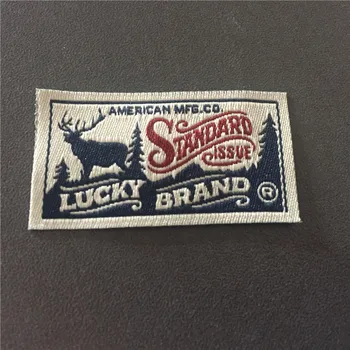 AMERICAN MFG.CO.
STANDARD
ISSUE
LUCKY BRAND ®